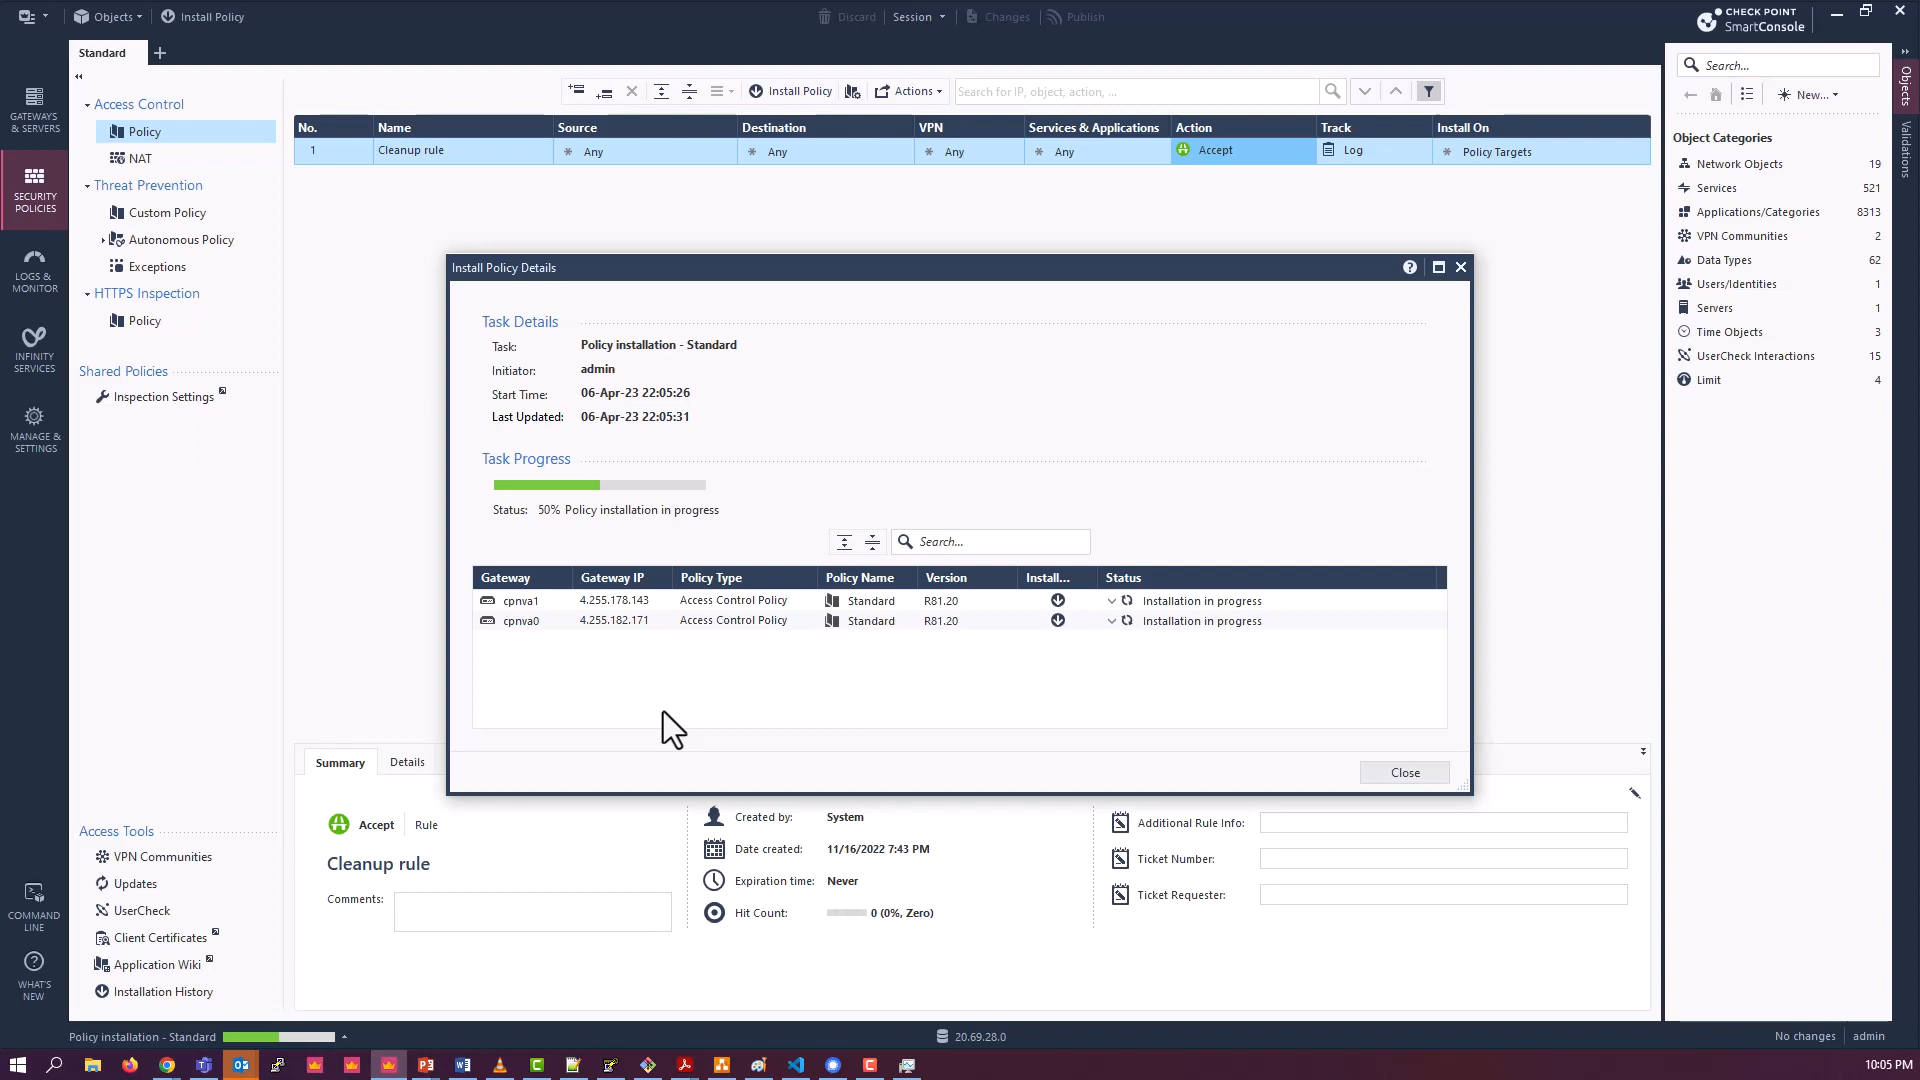 Objects
Install Policy
Discard
Session
Changes
Publish
CHECK POINT
SmartConsole
Standard
GATEWAYS
& SERVERS
SECURITY
POLICIES
LOGS &
MONITOR
INFINITY
SERVICES
MANAGE &
SETTINGS
COMMAND
LINE
WHAT'S
NEW
Access Control
Policy
NAT
Threat Prevention
Custom Policy
Autonomous Policy
Exceptions
HTTPS Inspection
Policy
Shared Policies
Inspection Settings
Access Tools
VPN Communities
Updates
UserCheck
Client Certificates
Application Wiki
Installation History
Install Policy
Actions
Search for IP, object, action, ...
No. Name Source Destination VPN Services & Applications Action Track Install On
1 Cleanup rule * Any * Any * Any * Any Accept Log * Policy Targets
Install Policy Details
Task Details
Task: Policy installation - Standard
Initiator: admin
Start Time: 06-Apr-23 22:05:26
Last Updated: 06-Apr-23 22:05:31
Task Progress
Status: 50% Policy installation in progress
Search...
Gateway Gateway IP Policy Type Policy Name Version Install... Status
cpnva1 4.255.178.143 Access Control Policy Standard R81.20 Installation in progress
cpnva0 4.255.182.171 Access Control Policy Standard R81.20 Installation in progress
Close
Summary
Details
Accept Rule
Cleanup rule
Comments:
Created by: System
Date created: 11/16/2022 7:43 PM
Expiration time: Never
Hit Count: 0 (0%, Zero)
Additional Rule Info:
Ticket Number:
Ticket Requester:
Search...
New...
Object Categories
Network Objects 19
Services 521
Applications/Categories 8313
VPN Communities 2
Data Types 62
Users/Identities 1
Servers 1
Time Objects 3
UserCheck Interactions 15
Limit 4
Objects
Validations
Policy installation - Standard
20.69.28.0
No changes
admin
10:05 PM